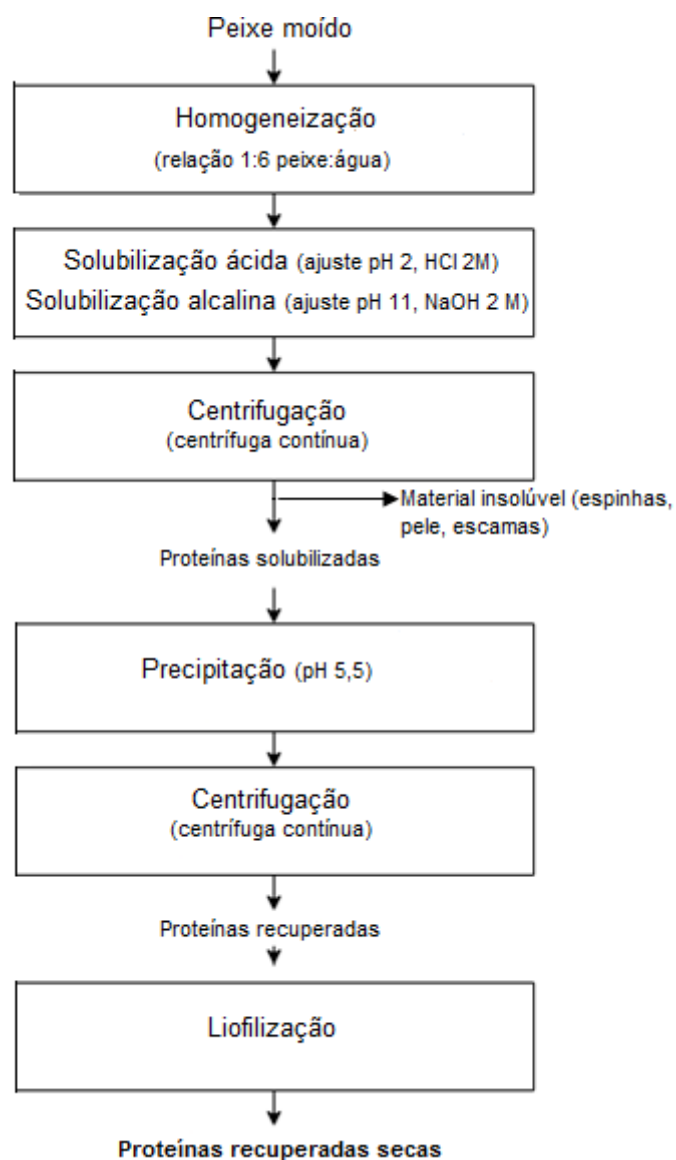 Peixe moído
Homogeneização
(relação 1:6 peixe:água)
Solubilização ácida (ajuste pH 2, HCl 2M)
Solubilização alcalina (ajuste pH 11, NaOH 2 M)
Centrifugação
(centrífuga contínua)
Material insolúvel (espinhas,
pele, escamas)
Proteínas solubilizadas
Precipitação (pH 5,5)
Centrifugação
(centrífuga contínua)
Proteínas recuperadas
Liofilização
Proteínas recuperadas secas